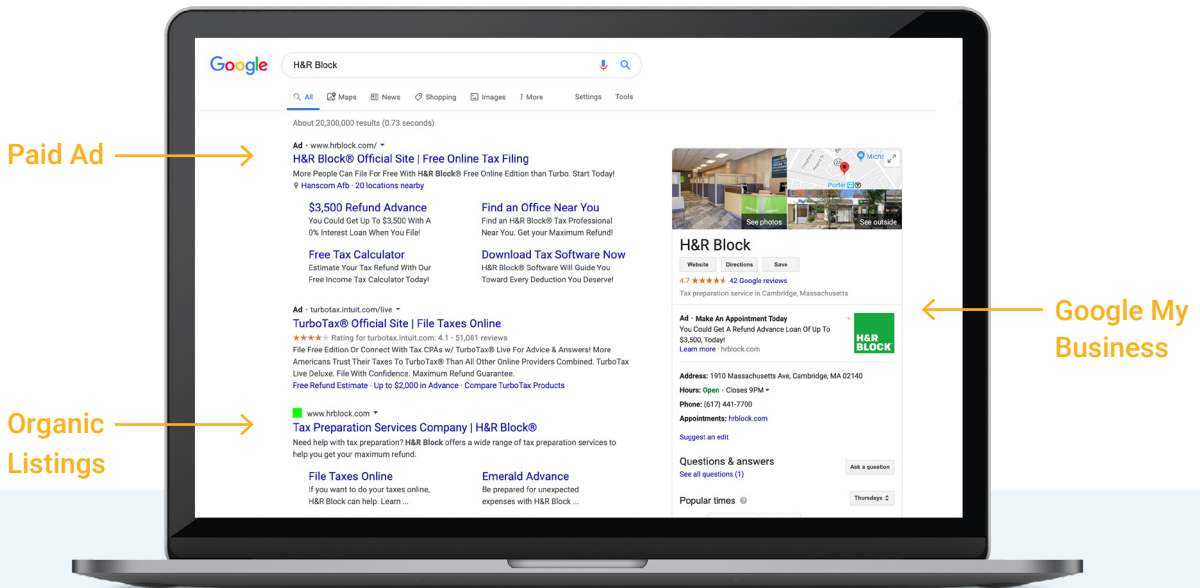 Google
H&R Block
All Maps News Shopping Images More Settings Tools
About 20,300,000 results (0.73 seconds)
Paid Ad
Ad · www.hrblock.com/
H&R Block® Official Site | Free Online Tax Filing
More People Can File For Free With H&R Block® Free Online Edition than Turbo. Start Today!
Hanscom Afb · 20 locations nearby
$3,500 Refund Advance
You Could Get Up To $3,500 With A
0% Interest Loan When You File!
Find an Office Near You
Find an H&R Block® Tax Professional
Near You. Get your Maximum Refund!
Free Tax Calculator
Estimate Your Tax Refund With Our
Free Income Tax Calculator Today!
Download Tax Software Now
H&R Block® Software Will Guide You
Toward Every Deduction You Deserve!
Ad · turbotax.intuit.com/live
TurboTax® Official Site | File Taxes Online
Rating for turbotax.intuit.com: 4.1 - 51,081 reviews
File Free Edition Or Connect With Tax CPAs w/ TurboTax® Live For Advice & Answers! More
Americans Trust Their Taxes To TurboTax® Than All Other Online Providers Combined. TurboTax
Live Deluxe. File With Confidence. Maximum Refund Guarantee.
Free Refund Estimate · Up to $2,000 in Advance · Compare TurboTax Products
Organic
Listings
www.hrblock.com
Tax Preparation Services Company | H&R Block®
Need help with tax preparation? H&R Block offers a wide range of tax preparation services to
help you get your maximum refund.
File Taxes Online
If you want to do your taxes online,
H&R Block can help. Learn ...
Emerald Advance
Be prepared for unexpected
expenses with H&R Block ...
Porter
See photos
See outside
H&R Block
Website Directions Save
4.7 42 Google reviews
Tax preparation service in Cambridge, Massachusetts
Ad · Make An Appointment Today
You Could Get A Refund Advance Loan Of Up To
$3,500, Today!
Learn more · hrblock.com
H&R
BLOCK
Google My
Business
Address: 1910 Massachusetts Ave, Cambridge, MA 02140
Hours: Open · Closes 9PM
Phone: (617) 441-7700
Appointments: hrblock.com
Suggest an edit
Questions & answers
See all questions (1)
Ask a question
Popular times
Thursdays